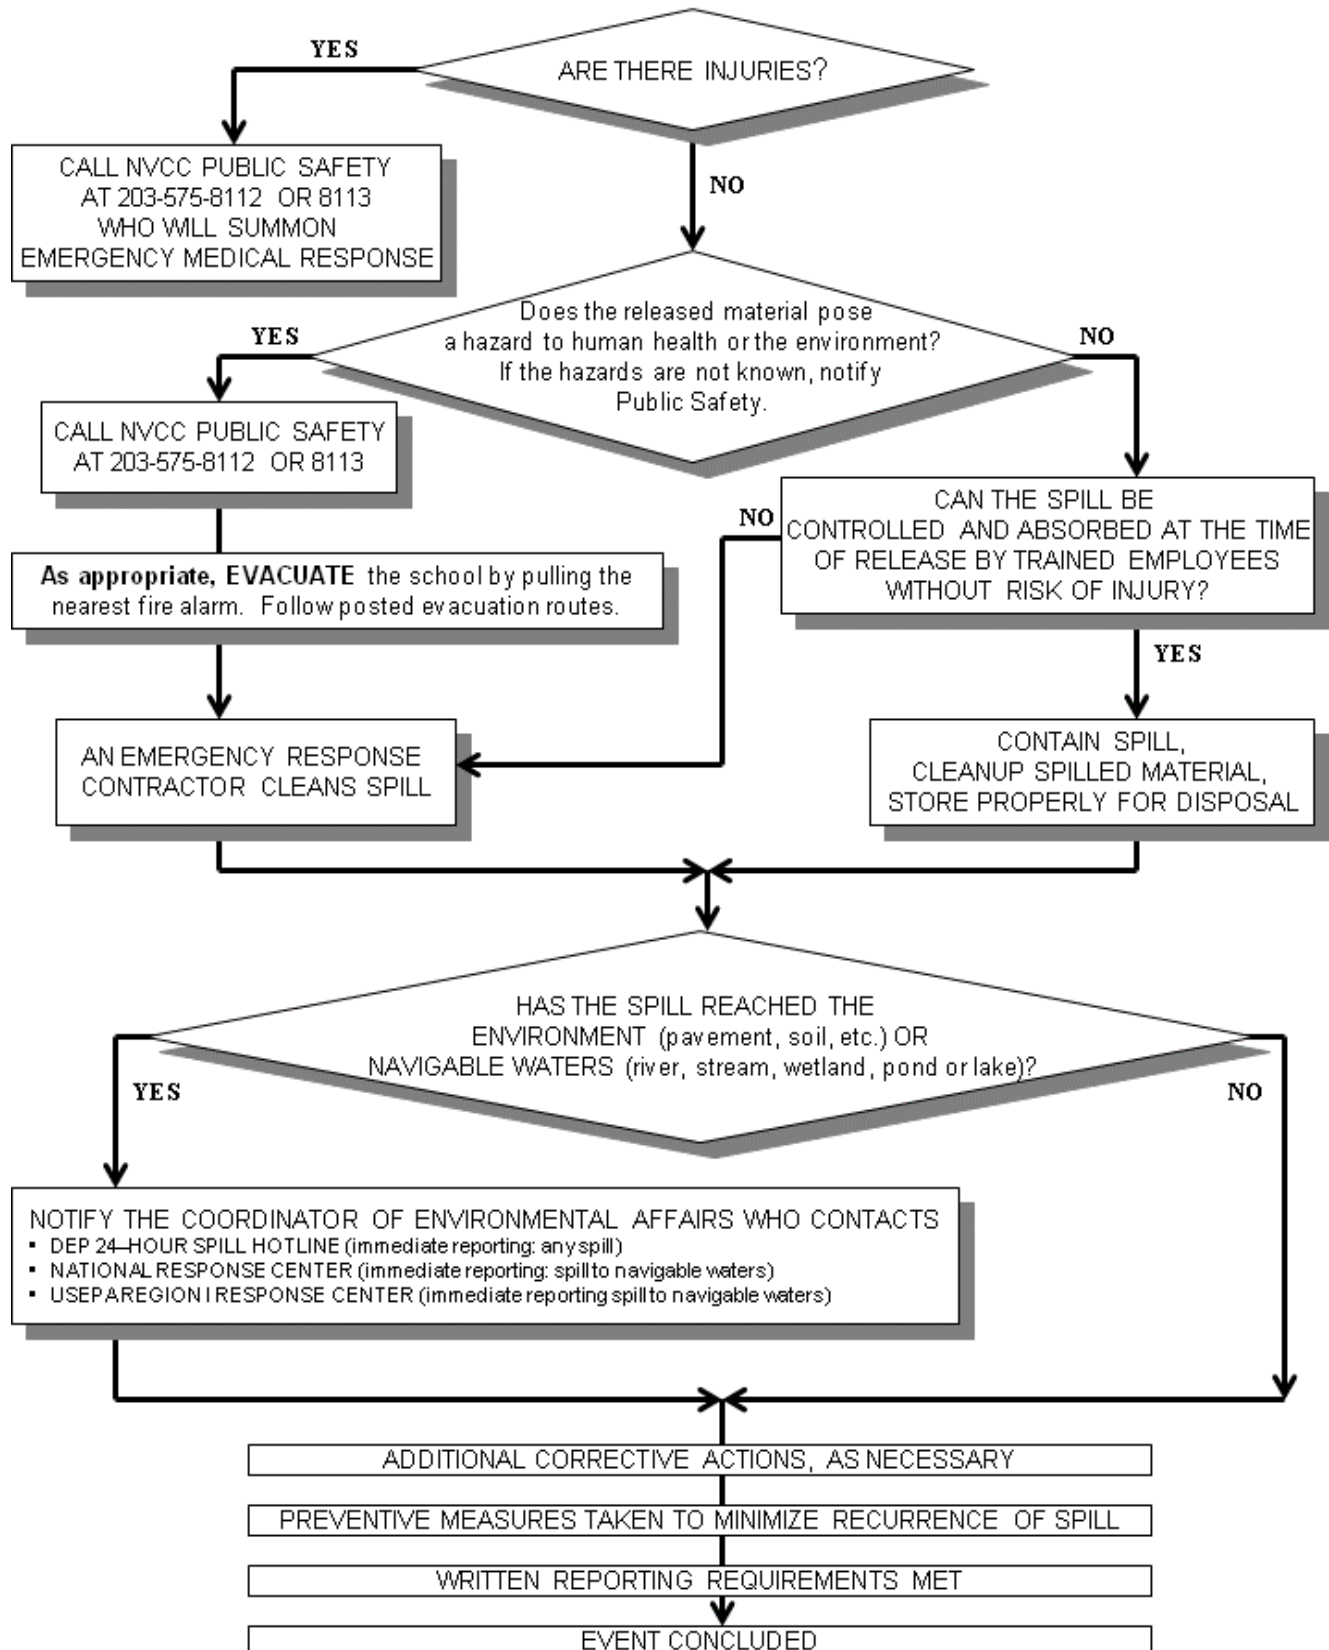 YES
ARE THERE INJURIES?
CALL NVCC PUBLIC SAFETY
AT 203-575-8112 OR 8113
WHO WILL SUMMON
EMERGENCY MEDICAL RESPONSE
NO
Does the released material pose
a hazard to human health or the environment?
If the hazards are not known, notify
Public Safety.
YES
NO
CALL NVCC PUBLIC SAFETY
AT 203-575-8112 OR 8113
CAN THE SPILL BE
CONTROLLED AND ABSORBED AT THE TIME
OF RELEASE BY TRAINED EMPLOYEES
WITHOUT RISK OF INJURY?
NO
As appropriate, EVACUATE the school by pulling the
nearest fire alarm. Follow posted evacuation routes.
YES
AN EMERGENCY RESPONSE
CONTRACTOR CLEANS SPILL
CONTAIN SPILL,
CLEANUP SPILLED MATERIAL,
STORE PROPERLY FOR DISPOSAL
HAS THE SPILL REACHED THE
ENVIRONMENT (pavement, soil, etc.) OR
NAVIGABLE WATERS (river, stream, wetland, pond or lake)?
YES
NO
NOTIFY THE COORDINATOR OF ENVIRONMENTAL AFFAIRS WHO CONTACTS
▪ DEP 24–HOUR SPILL HOTLINE (immediate reporting: any spill)
▪ NATIONAL RESPONSE CENTER (immediate reporting: spill to navigable waters)
▪ USEPA REGION I RESPONSE CENTER (immediate reporting spill to navigable waters)
ADDITIONAL CORRECTIVE ACTIONS, AS NECESSARY
PREVENTIVE MEASURES TAKEN TO MINIMIZE RECURRENCE OF SPILL
WRITTEN REPORTING REQUIREMENTS MET
EVENT CONCLUDED